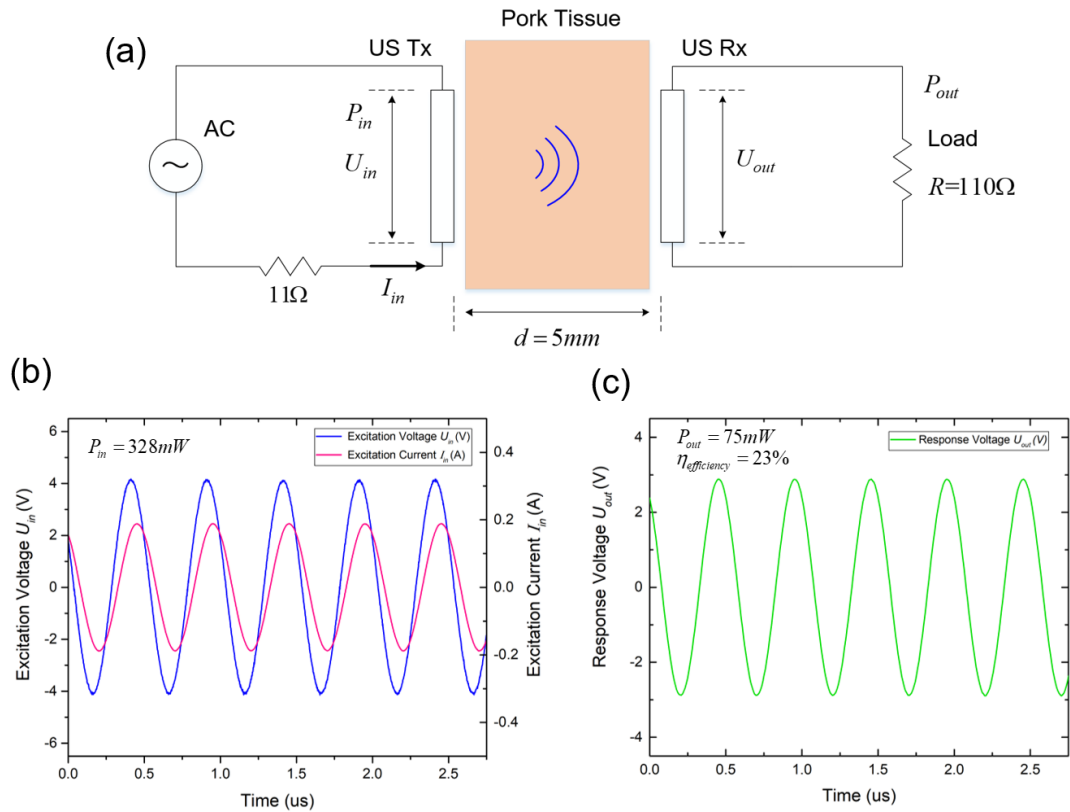 (a)
Pork Tissue
US Tx
US Rx
AC
P_in
U_in
11Ω
I_in
d = 5mm
U_out
P_out
Load
R=110Ω
(b)
P_in = 328mW
Excitation Voltage U_in (V)
Excitation Current I_in (A)
6
4
2
0
-2
-4
-6
Excitation Voltage U_in (V)
0.4
0.2
0.0
-0.2
-0.4
Excitation Current I_in (A)
0.0 0.5 1.0 1.5 2.0 2.5
Time (us)
(c)
P_out = 75mW
η_efficiency = 23%
Response Voltage U_out (V)
4
2
0
-2
-4
Response Voltage U_out (V)
0.0 0.5 1.0 1.5 2.0 2.5
Time (us)